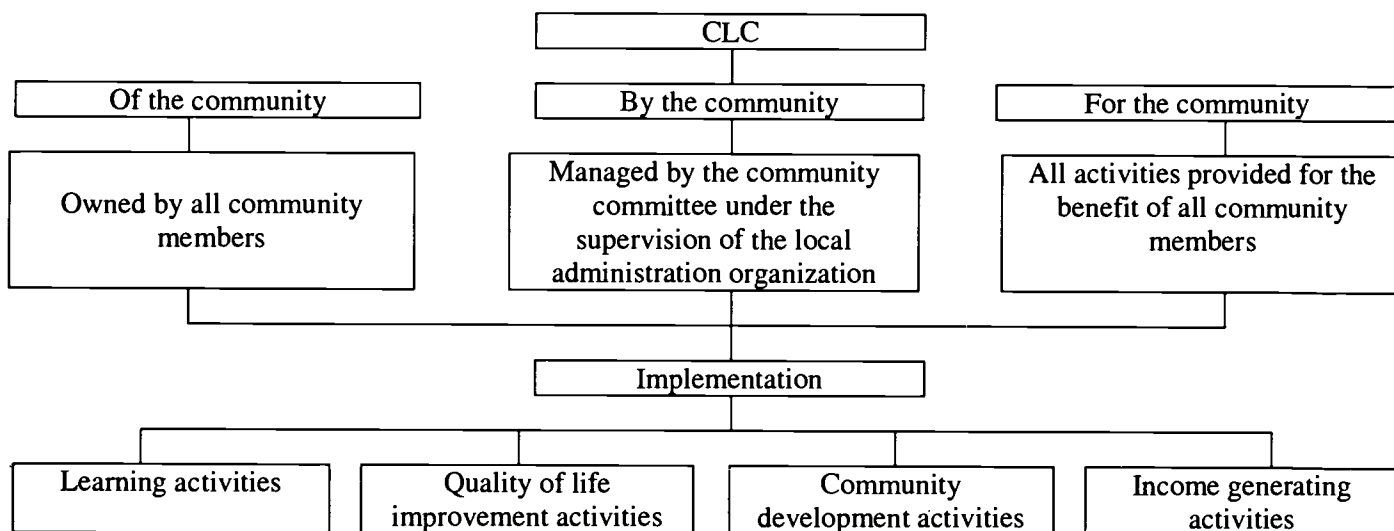 CLC
Of the community
By the community
For the community
Owned by all community
members
Managed by the community
committee under the
supervision of the local
administration organization
All activities provided for the
benefit of all community
members
Implementation
Learning activities
Quality of life
improvement activities
Community
development activities
Income generating
activities